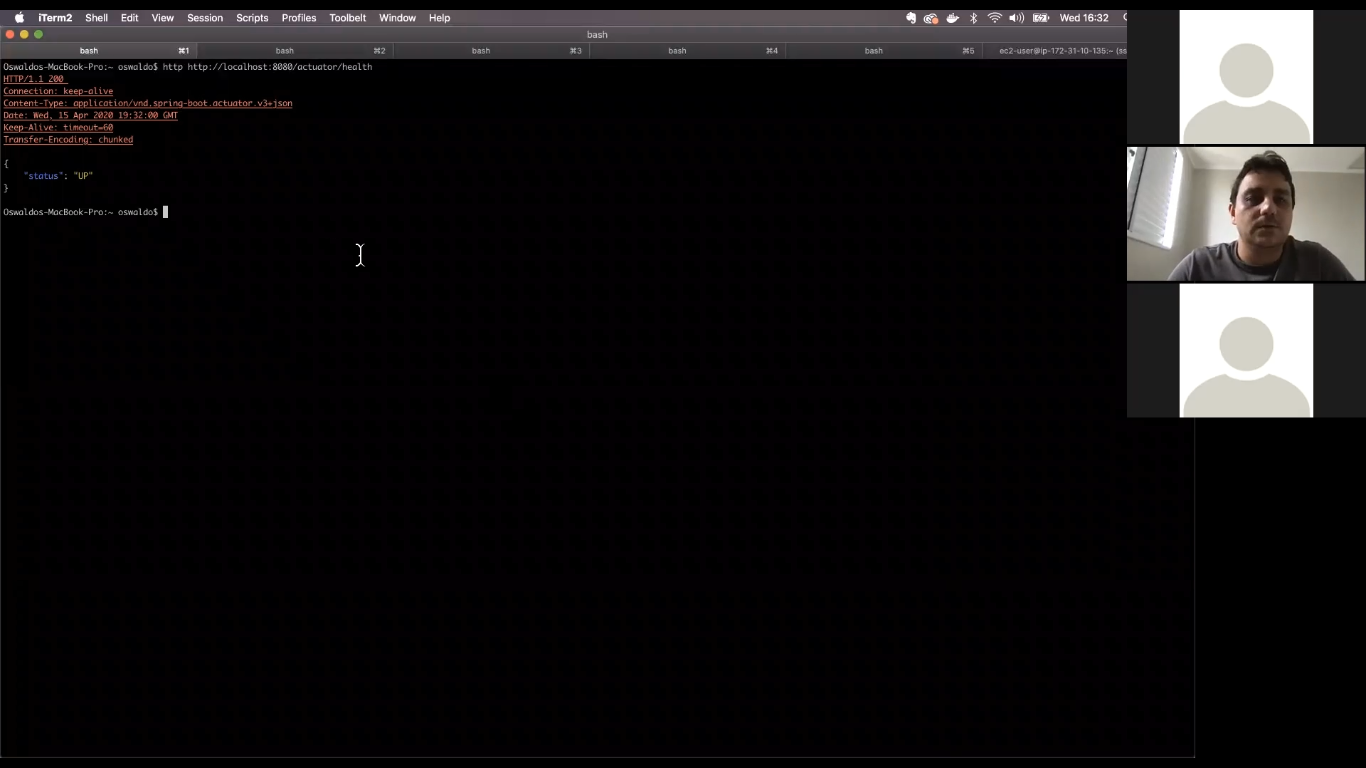 iTerm2 Shell Edit View Session Scripts Profiles Toolbelt Window Help Wed 16:32
bash
bash ⌘1 bash ⌘2 bash ⌘3 bash ⌘4 bash ⌘5 ec2-user@ip-172-31-10-135:~ (ss
Oswaldos-MacBook-Pro:~ oswaldo$ http http://localhost:8080/actuator/health
HTTP/1.1 200
Connection: keep-alive
Content-Type: application/vnd.spring-boot.actuator.v3+json
Date: Wed, 15 Apr 2020 19:32:00 GMT
Keep-Alive: timeout=60
Transfer-Encoding: chunked
{
"status": "UP"
}
Oswaldos-MacBook-Pro:~ oswaldo$